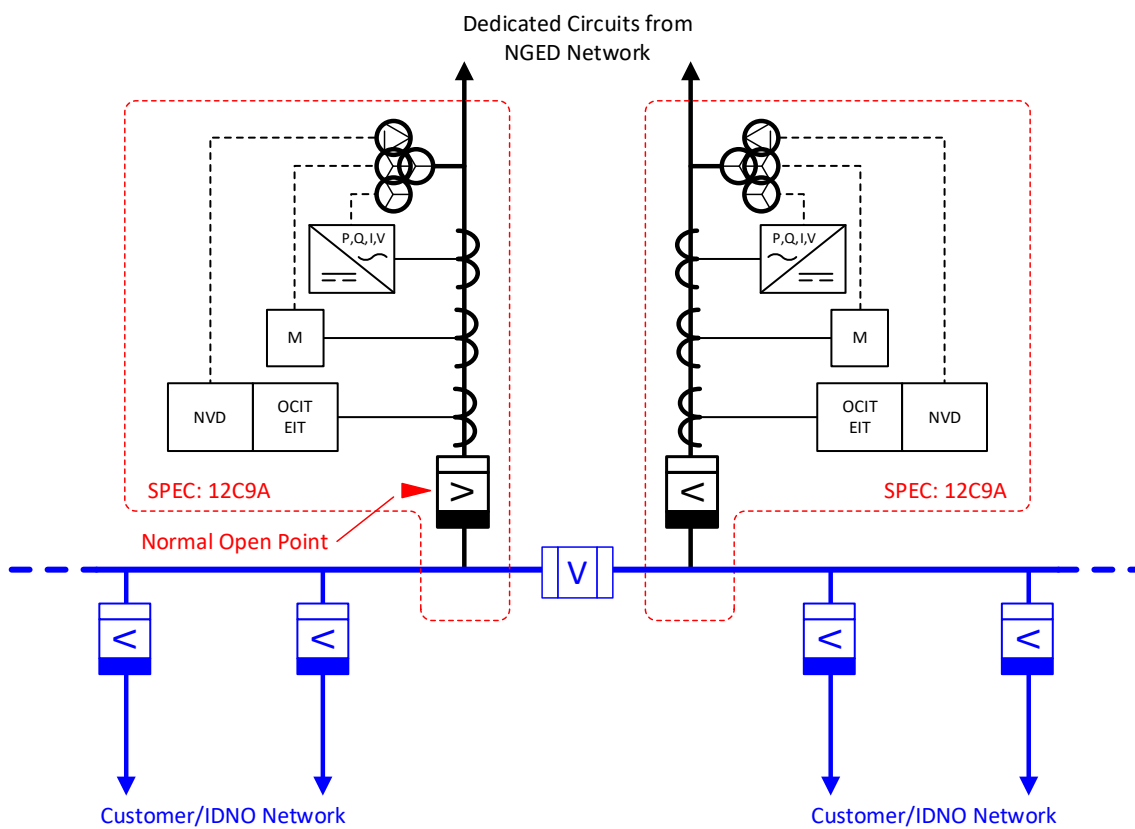 Dedicated Circuits from
NGED Network
P,Q,I,V
P,Q,I,V
M
M
NVD
OCIT
EIT
OCIT
EIT
NVD
SPEC: 12C9A
SPEC: 12C9A
>
<
Normal Open Point
V
<
<
<
<
Customer/IDNO Network
Customer/IDNO Network